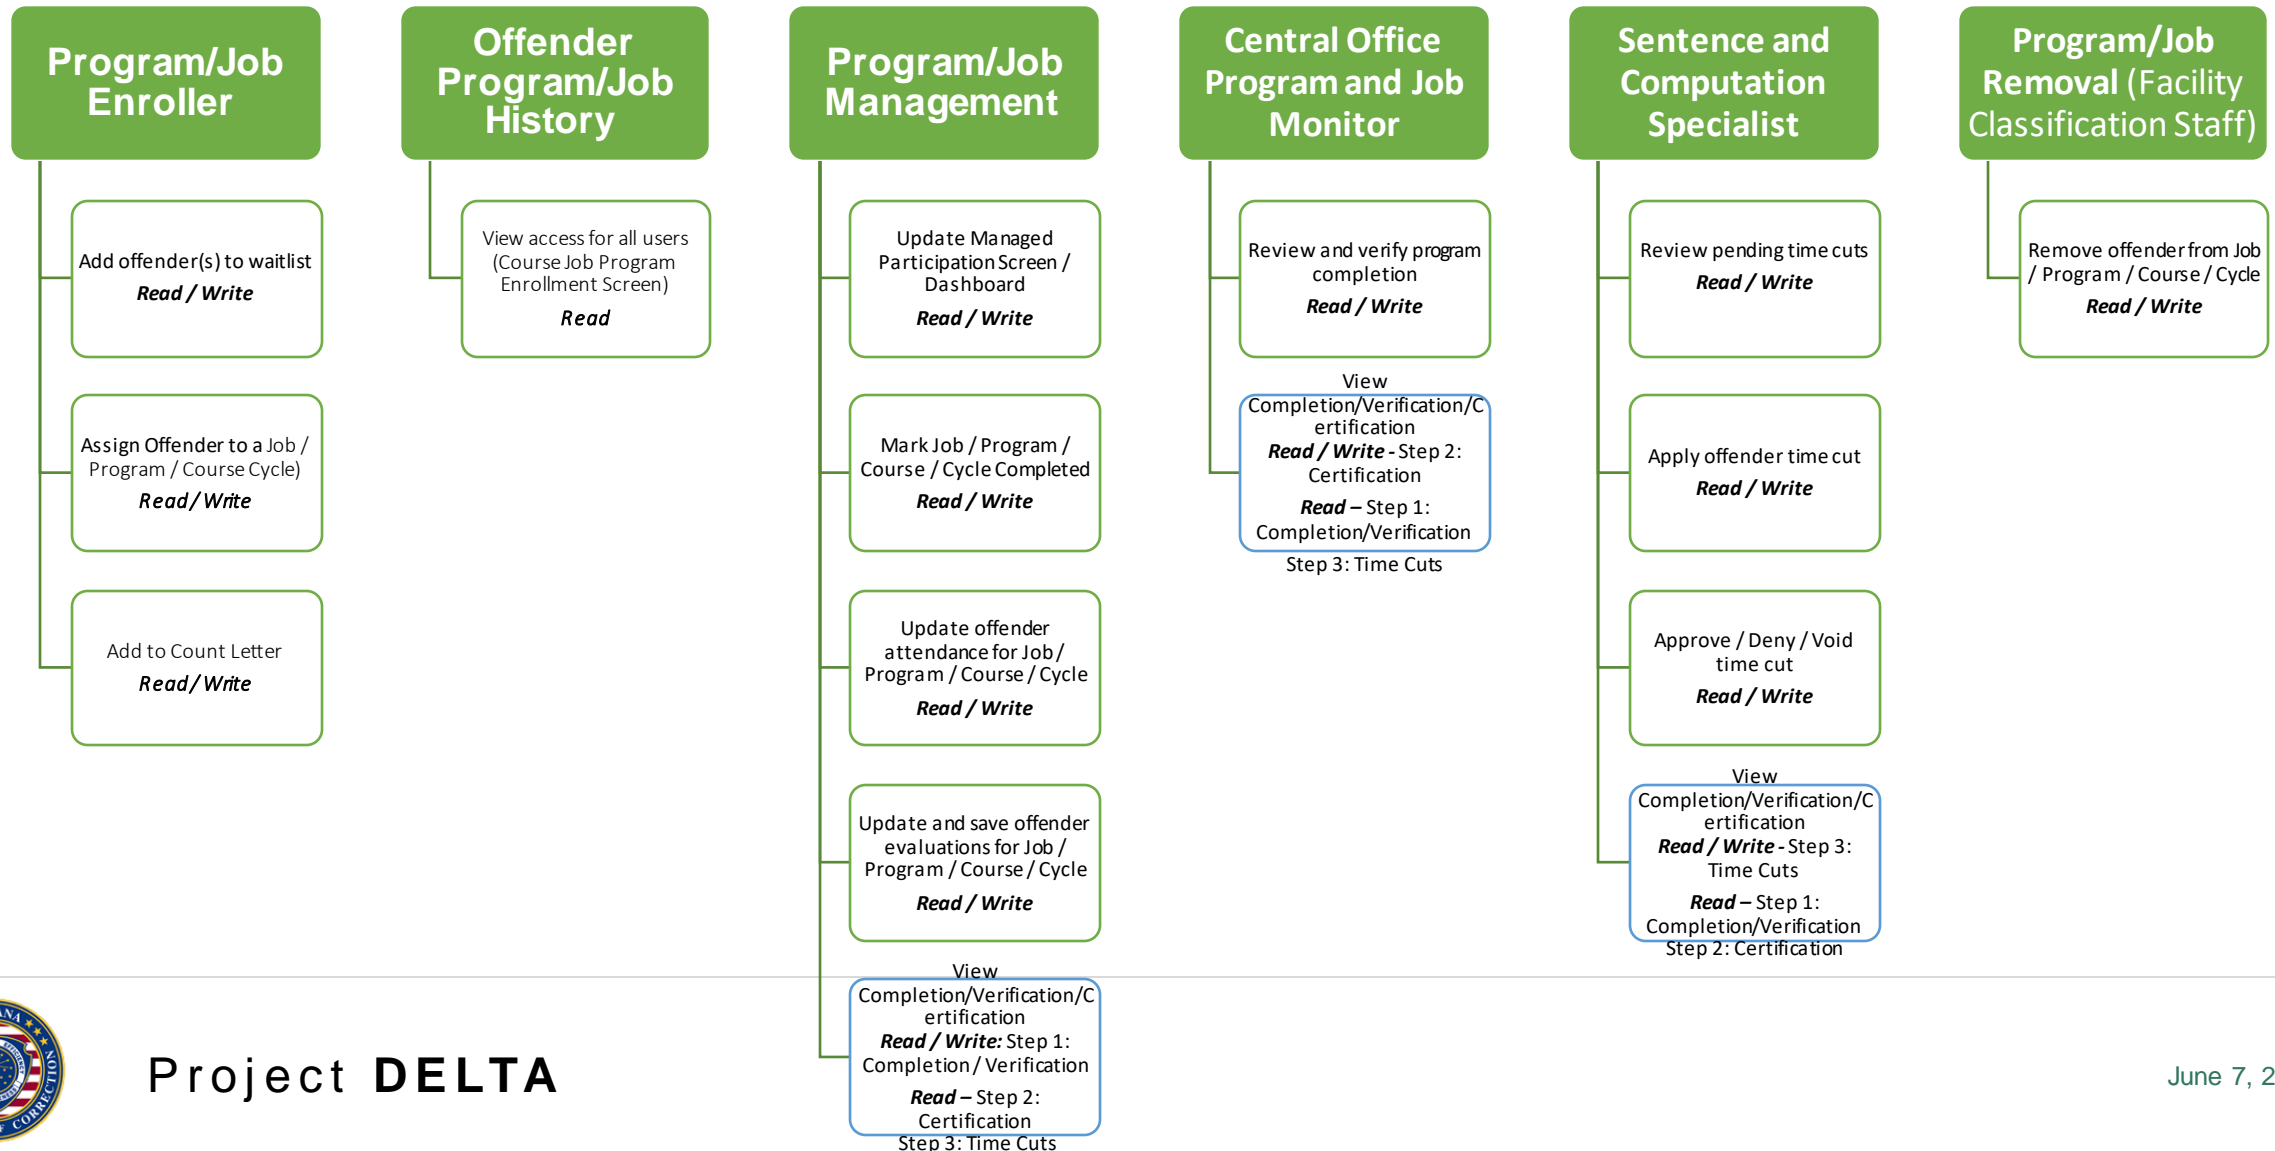 Program/Job
Enroller
Add offender(s) to waitlist
Read / Write
Assign Offender to a Job /
Program / Course Cycle)
Read / Write
Add to Count Letter
Read / Write
Offender
Program/Job
History
View access for all users
(Course Job Program
Enrollment Screen)
Read
Program/Job
Management
Update Managed
Participation Screen /
Dashboard
Read / Write
Mark Job / Program /
Course / Cycle Completed
Read / Write
Update offender
attendance for Job /
Program / Course / Cycle
Read / Write
Update and save offender
evaluations for Job /
Program / Course / Cycle
Read / Write
View
Completion/Verification/C
ertification
Read / Write: Step 1:
Completion / Verification
Read – Step 2:
Certification
Step 3: Time Cuts
Central Office
Program and Job
Monitor
Review and verify program
completion
Read / Write
View
Completion/Verification/C
ertification
Read / Write - Step 2:
Certification
Read – Step 1:
Completion/Verification
Step 3: Time Cuts
Sentence and
Computation
Specialist
Review pending time cuts
Read / Write
Apply offender time cut
Read / Write
Approve / Deny / Void
time cut
Read / Write
View
Completion/Verification/C
ertification
Read / Write - Step 3:
Time Cuts
Read – Step 1:
Completion/Verification
Step 2: Certification
Program/Job
Removal (Facility
Classification Staff)
Remove offender from Job
/ Program / Course / Cycle
Read / Write
Project DELTA
June 7, 2